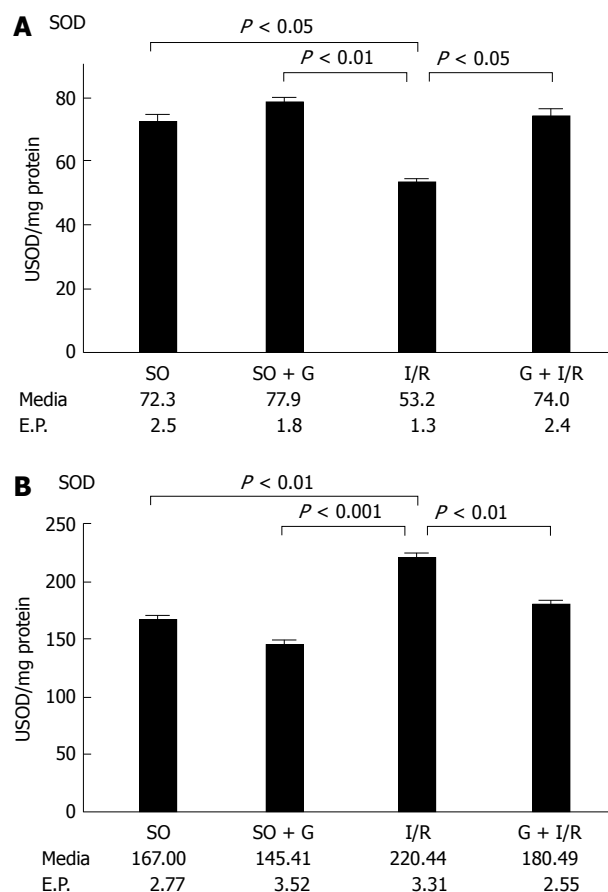 A SOD
P < 0.05
P < 0.01 P < 0.05
80
60
40
20
0
USOD/mg protein
SO SO + G I/R G + I/R
Media 72.3 77.9 53.2 74.0
E.P. 2.5 1.8 1.3 2.4
B SOD
P < 0.01
P < 0.001 P < 0.01
250
200
150
100
50
0
USOD/mg protein
SO SO + G I/R G + I/R
Media 167.00 145.41 220.44 180.49
E.P. 2.77 3.52 3.31 2.55